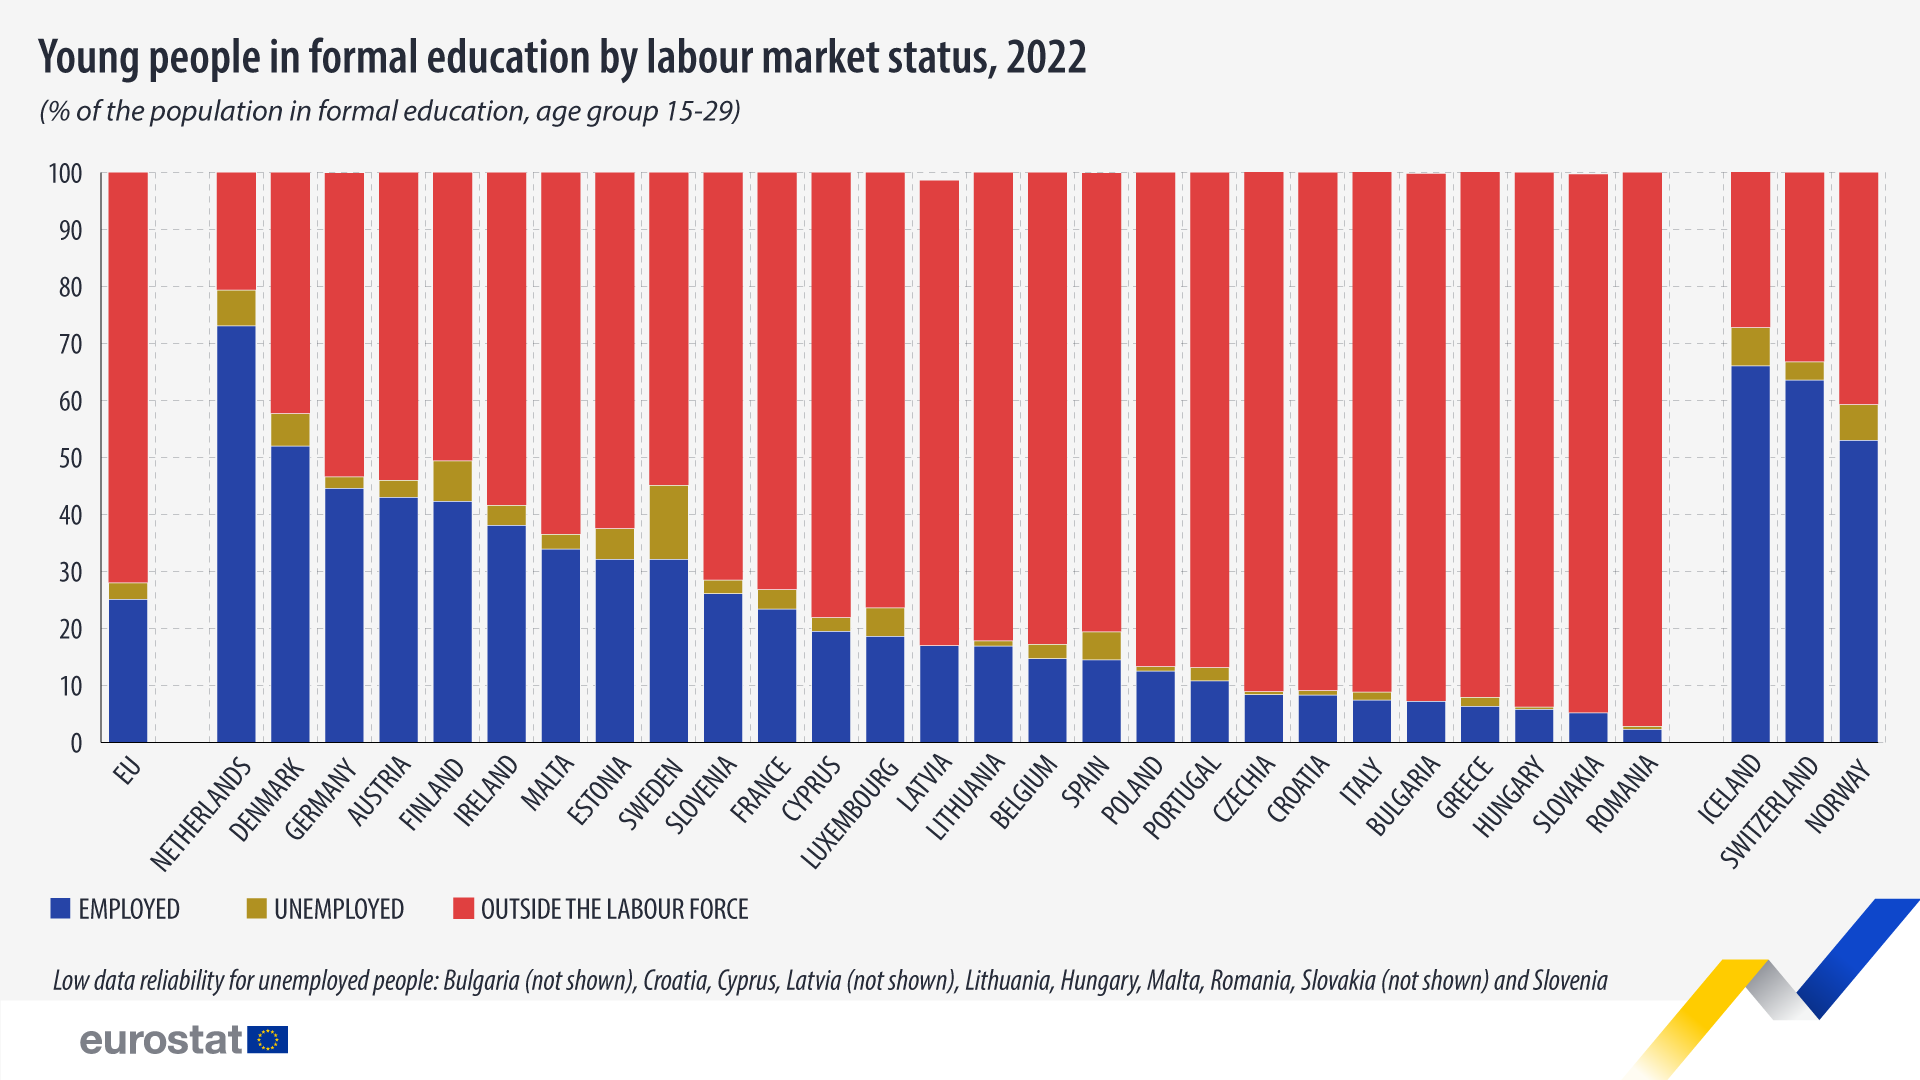 Young people in formal education by labour market status, 2022
(% of the population in formal education, age group 15-29)
100
90
80
70
60
50
40
30
20
10
0
EU
NETHERLANDS
DENMARK
GERMANY
AUSTRIA
FINLAND
IRELAND
MALTA
ESTONIA
SWEDEN
SLOVENIA
FRANCE
CYPRUS
LUXEMBOURG
LATVIA
LITHUANIA
BELGIUM
SPAIN
POLAND
PORTUGAL
CZECHIA
CROATIA
ITALY
BULGARIA
GREECE
HUNGARY
SLOVAKIA
ROMANIA
ICELAND
SWITZERLAND
NORWAY
EMPLOYED UNEMPLOYED OUTSIDE THE LABOUR FORCE
Low data reliability for unemployed people: Bulgaria (not shown), Croatia, Cyprus, Latvia (not shown), Lithuania, Hungary, Malta, Romania, Slovakia (not shown) and Slovenia
eurostat